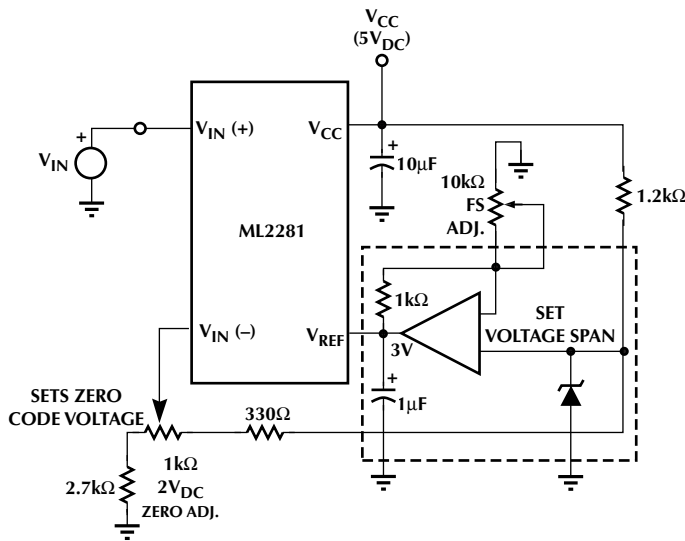 V_CC
(5V_DC)
V_IN (+)
V_CC
+
V_IN
+
10µF
10kΩ
FS
ADJ.
1.2kΩ
ML2281
1kΩ
SET
VOLTAGE SPAN
V_IN (–)
V_REF
3V
+
1µF
SETS ZERO
CODE VOLTAGE
330Ω
1kΩ
2V_DC
ZERO ADJ.
2.7kΩ